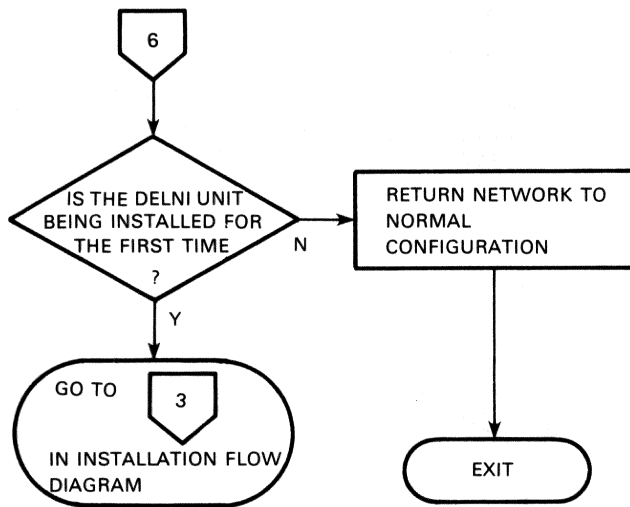 6
IS THE DELNI UNIT
BEING INSTALLED FOR
THE FIRST TIME
?
N
Y
RETURN NETWORK TO
NORMAL
CONFIGURATION
GO TO
3
IN INSTALLATION FLOW
DIAGRAM
EXIT